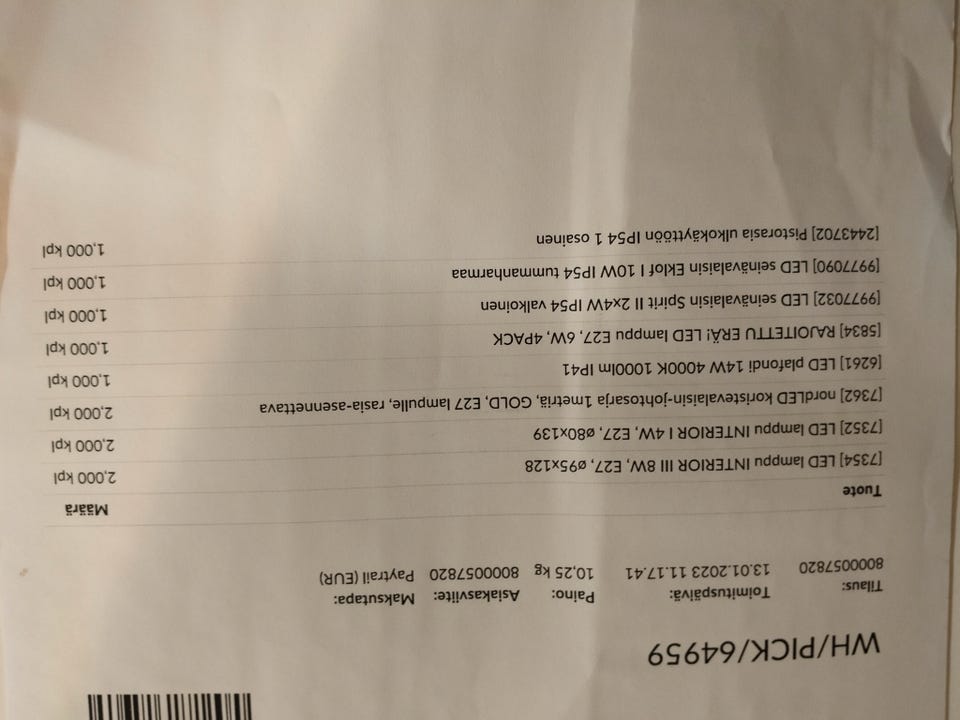 WH/PICK/64959
Tilaus: Toimituspäivä: Paino: Asiakasviite: Maksutapa:
8000057820 13.01.2023 11.17.41 10,25 kg 8000057820 Paytrail (EUR)
Tuote Määrä
[7354] LED lamppu INTERIOR III 8W, E27, ø95x128 2,000 kpl
[7352] LED lamppu INTERIOR I 4W, E27, ø80x139 2,000 kpl
[7362] nordLED koristevalaisin-johtosarja 1metriä, GOLD, E27 lampulle, rasia-asennettava 2,000 kpl
[6261] LED plafondi 14W 4000K 1000lm IP41 1,000 kpl
[5834] RAJOITETTU ERÄ! LED lamppu E27, 6W, 4PACK 1,000 kpl
[9977032] LED seinävalaisin Spirit II 2x4W IP54 valkoinen 1,000 kpl
[9977090] LED seinävalaisin Eklof I 10W IP54 tummanharmaa 1,000 kpl
[2443702] Pistorasia ulkokäyttöön IP54 1 osainen 1,000 kpl